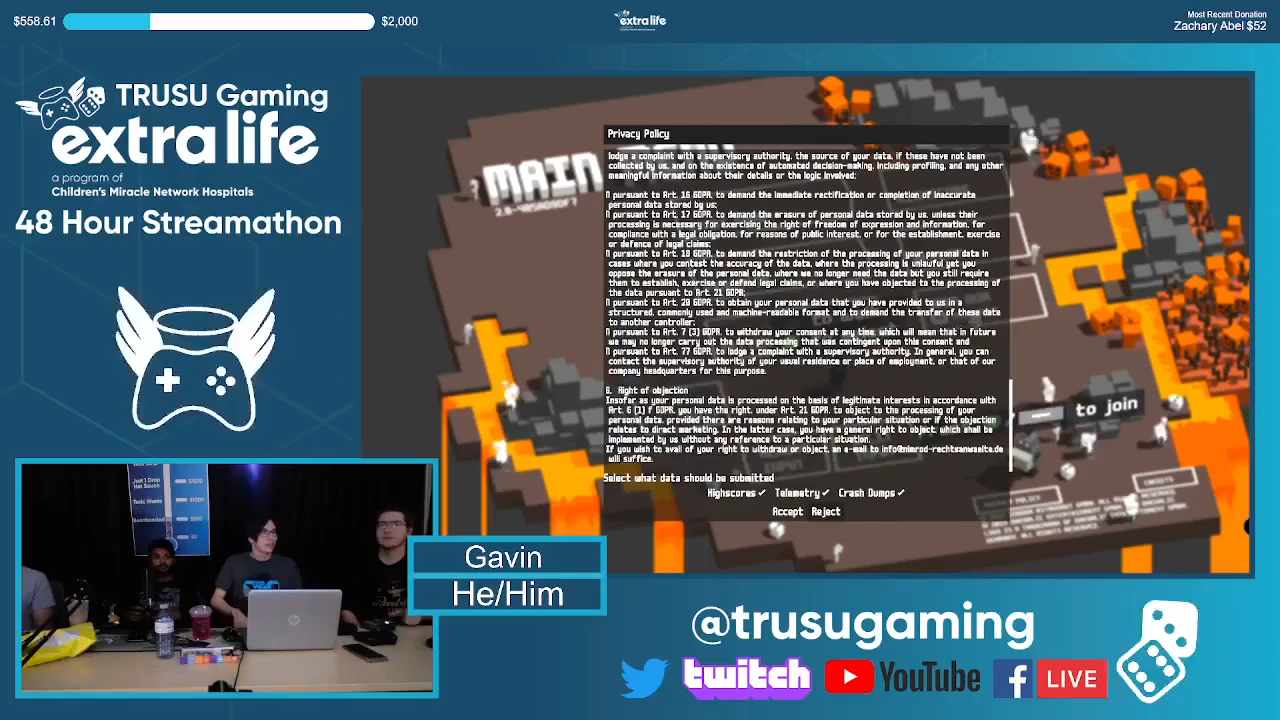 $558.61
$2,000
extra life
Most Recent Donation
Zachary Abel $52
TRUSU Gaming
extra life
a program of
Children's Miracle Network Hospitals
48 Hour Streamathon
MAIN
Privacy Policy
lodge a complaint with a supervisory authority, the source of your data, if these have not been
collected by us, and on the existence of automated decision-making, including profiling, and any other
meaningful information about their details or the logic involved;
pursuant to Art. 16 GDPR, to demand the immediate rectification or completion of inaccurate
personal data stored by us;
pursuant to Art. 17 GDPR, to demand the erasure of personal data stored by us, unless their
processing is necessary for exercising the right of freedom of expression and information, for
compliance with a legal obligation, for reasons of public interest, or for the establishment, exercise
or defence of legal claims;
pursuant to Art. 18 GDPR, to demand the restriction of the processing of your personal data in
cases where you contest the accuracy of the data, where the processing is unlawful yet you
oppose the erasure of the personal data, where we no longer need the data but you still require
them to establish, exercise or defend legal claims, or where you have objected to the processing of
the data pursuant to Art. 21 GDPR;
pursuant to Art. 20 GDPR, to obtain your personal data that you have provided to us in a
structured, commonly used and machine-readable format and to demand the transfer of these data
to another controller;
pursuant to Art. 7 (3) GDPR, to withdraw your consent at any time, which will mean that in future
we may no longer carry out the data processing that was contingent upon this consent and
pursuant to Art. 77 GDPR, to lodge a complaint with a supervisory authority. In general, you can
contact the supervisory authority of your usual residence or place of employment, or that of our
company headquarters for this purpose.
6. Right of objection
Insofar as your personal data is processed on the basis of legitimate interests in accordance with
Art. 6 (1) f GDPR, you have the right, under Art. 21 GDPR, to object to the processing of your
personal data, provided there are reasons relating to your particular situation or if the objection
relates to direct marketing. In the latter case, you have a general right to object, which shall be
implemented by us without any reference to a particular situation.
If you wish to avail of your right to withdraw or object, an e-mail to info@nimrod-rechtsanwaelte.de
will suffice.
Select what data should be submitted
Highscores ✓ Telemetry ✓ Crash Dumps ✓
Accept Reject
to join
CREDITS
POLICY
Just 1 Drop
Hot Sauce
Toxic Waste
Gavin
He/Him
hp
@trusugaming
twitch
YouTube
f LIVE